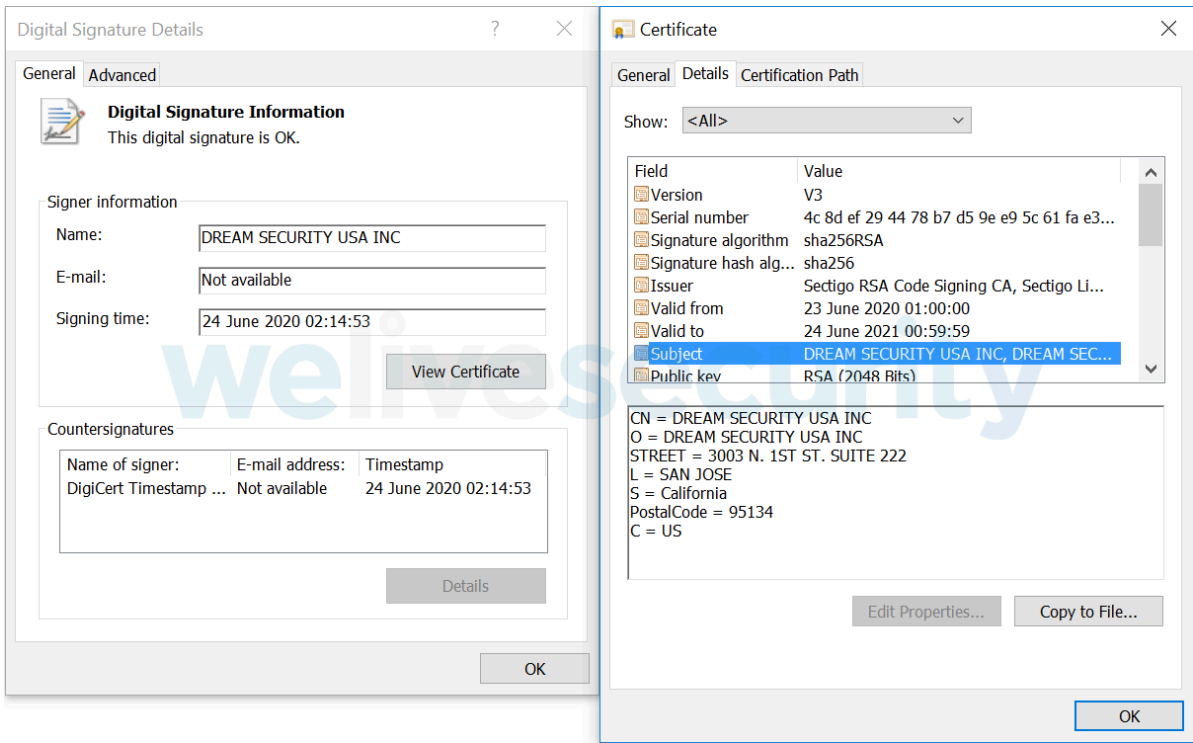 Digital Signature Details
?
General
Advanced
Digital Signature Information
This digital signature is OK.
Signer information
Name:
DREAM SECURITY USA INC
E-mail:
Not available
Signing time:
24 June 2020 02:14:53
View Certificate
Countersignatures
Name of signer: E-mail address: Timestamp
DigiCert Timestamp ... Not available 24 June 2020 02:14:53
Details
OK
Certificate
General Details Certification Path
Show: <All>
Field Value
Version V3
Serial number 4c 8d ef 29 44 78 b7 d5 9e e9 5c 61 fa e3...
Signature algorithm sha256RSA
Signature hash alg... sha256
Issuer Sectigo RSA Code Signing CA, Sectigo Li...
Valid from 23 June 2020 01:00:00
Valid to 24 June 2021 00:59:59
Subject DREAM SECURITY USA INC, DREAM SEC...
Public key RSA (2048 Bits)
CN = DREAM SECURITY USA INC
O = DREAM SECURITY USA INC
STREET = 3003 N. 1ST ST. SUITE 222
L = SAN JOSE
S = California
PostalCode = 95134
C = US
Edit Properties... Copy to File...
OK
welivesecurity